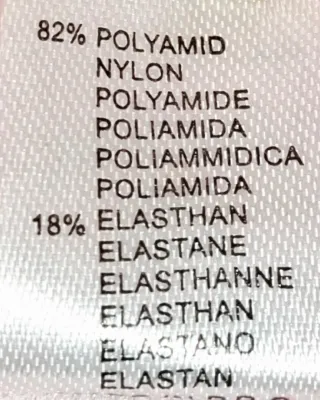 82% POLYAMID
NYLON
POLYAMIDE
POLIAMIDA
POLIAMMIDICA
POLIAMIDA
18% ELASTHAN
ELASTANE
ELASTHANNE
ELASTHAN
ELASTANO
ELASTAN